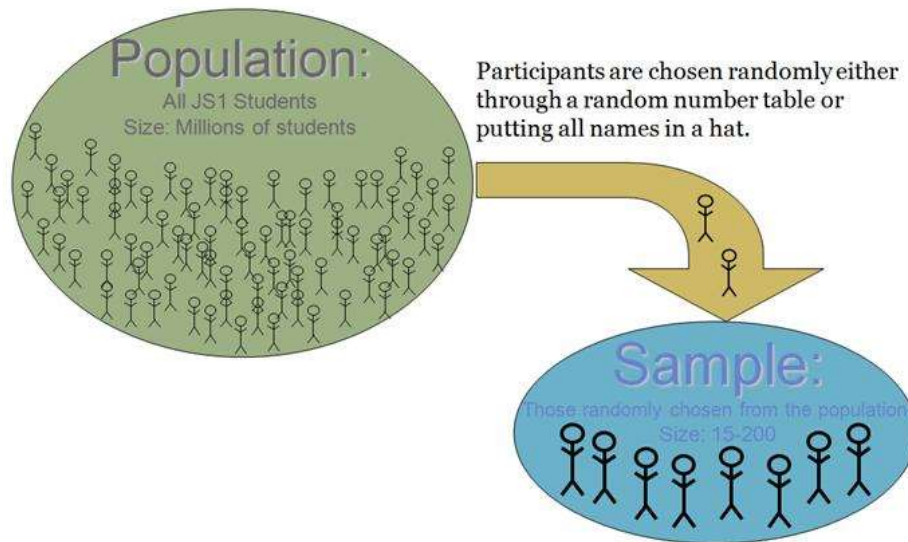 Population:
All JS1 Students
Size: Millions of students
Participants are chosen randomly either
through a random number table or
putting all names in a hat.
Sample:
Those randomly chosen from the population
Size: 15-200